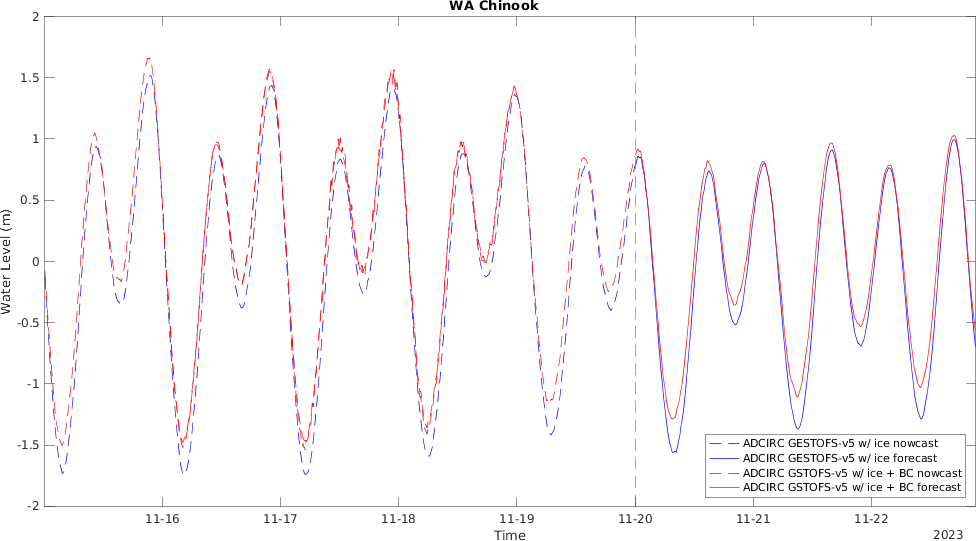 WA Chinook
2
1.5
1
0.5
0
-0.5
-1
-1.5
-2
Water Level (m)
11-16 11-17 11-18 11-19 11-20 11-21 11-22
Time
2023
ADCIRC GESTOFS-v5 w/ ice nowcast
ADCIRC GESTOFS-v5 w/ ice forecast
ADCIRC GSTOFS-v5 w/ ice + BC nowcast
ADCIRC GSTOFS-v5 w/ ice + BC forecast